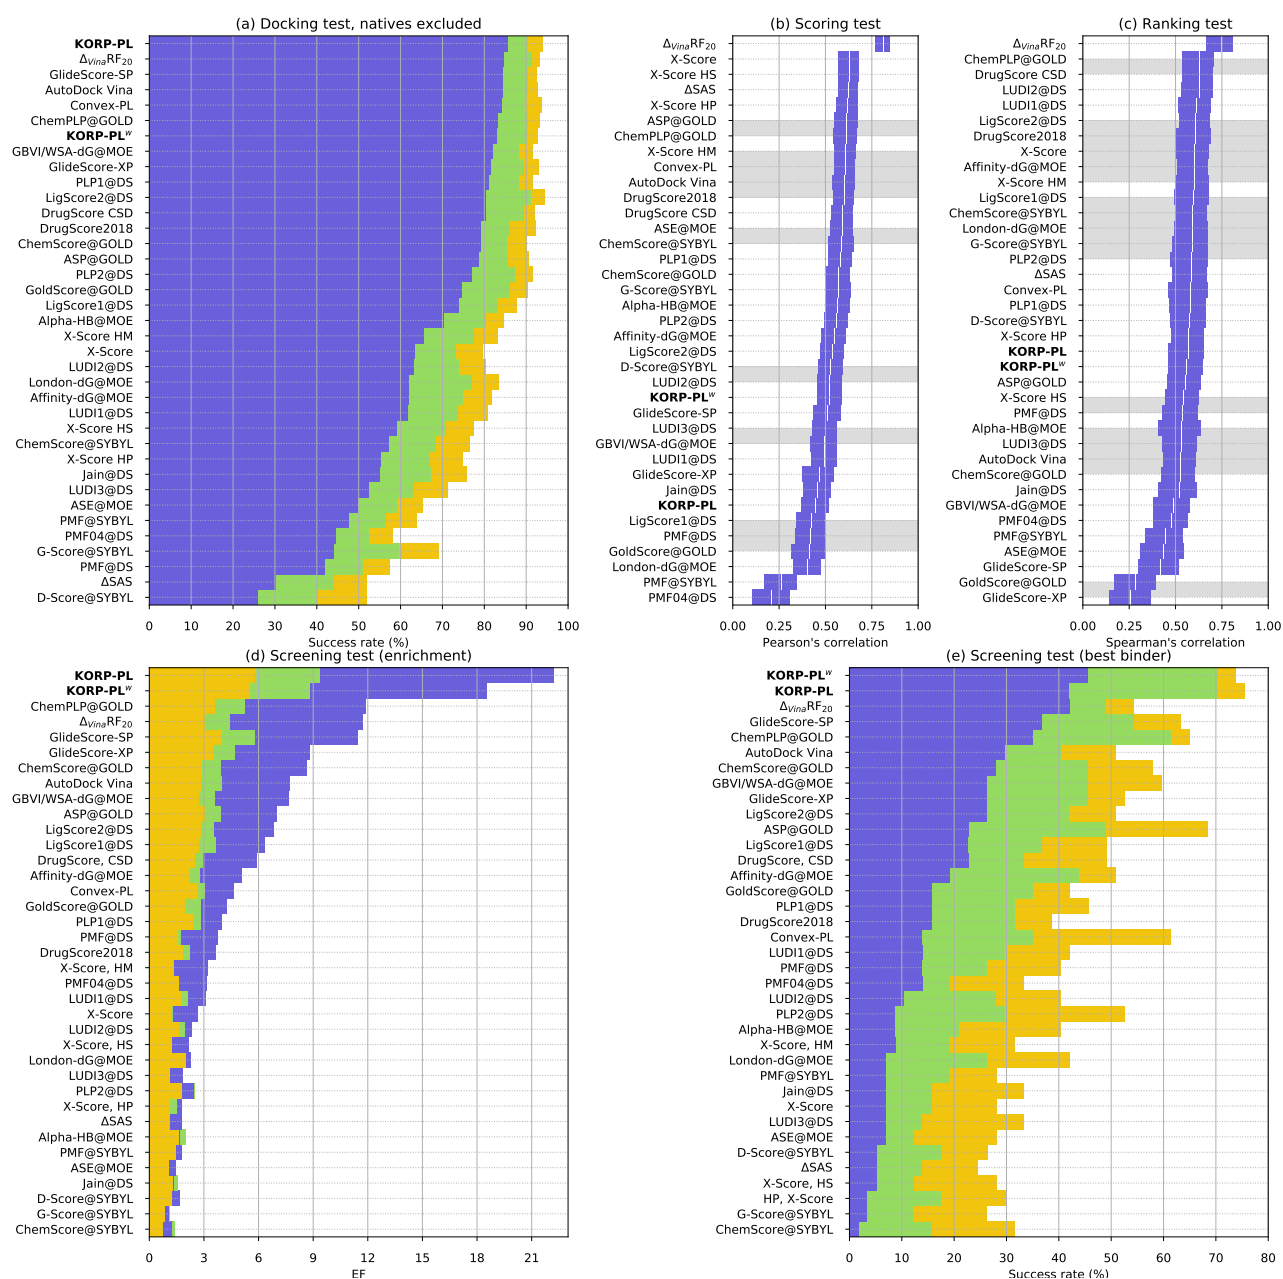 (a) Docking test, natives excluded
KORP-PL
ΔVinaRF20
GlideScore-SP
AutoDock Vina
Convex-PL
ChemPLP@GOLD
KORP-PLw
GBVI/WSA-dG@MOE
GlideScore-XP
PLP1@DS
LigScore2@DS
DrugScore CSD
DrugScore2018
ChemScore@GOLD
ASP@GOLD
PLP2@DS
GoldScore@GOLD
LigScore1@DS
Alpha-HB@MOE
X-Score HM
X-Score
LUDI2@DS
London-dG@MOE
Affinity-dG@MOE
LUDI1@DS
X-Score HS
ChemScore@SYBYL
X-Score HP
Jain@DS
LUDI3@DS
ASE@MOE
PMF@SYBYL
PMF04@DS
G-Score@SYBYL
PMF@DS
ΔSAS
D-Score@SYBYL
0 10 20 30 40 50 60 70 80 90 100
Success rate (%)
(b) Scoring test
ΔVinaRF20
X-Score
X-Score HS
ΔSAS
X-Score HP
ASP@GOLD
ChemPLP@GOLD
X-Score HM
Convex-PL
AutoDock Vina
DrugScore2018
DrugScore CSD
ASE@MOE
ChemScore@SYBYL
PLP1@DS
ChemScore@GOLD
G-Score@SYBYL
Alpha-HB@MOE
PLP2@DS
Affinity-dG@MOE
LigScore2@DS
D-Score@SYBYL
LUDI2@DS
KORP-PLw
GlideScore-SP
LUDI3@DS
GBVI/WSA-dG@MOE
LUDI1@DS
GlideScore-XP
Jain@DS
KORP-PL
LigScore1@DS
PMF@DS
GoldScore@GOLD
London-dG@MOE
PMF@SYBYL
PMF04@DS
0.00 0.25 0.50 0.75 1.00
Pearson's correlation
(c) Ranking test
ΔVinaRF20
ChemPLP@GOLD
DrugScore CSD
LUDI2@DS
LUDI1@DS
LigScore2@DS
DrugScore2018
X-Score
Affinity-dG@MOE
X-Score HM
LigScore1@DS
ChemScore@SYBYL
London-dG@MOE
G-Score@SYBYL
PLP2@DS
ΔSAS
Convex-PL
PLP1@DS
D-Score@SYBYL
X-Score HP
KORP-PL
KORP-PLw
ASP@GOLD
X-Score HS
PMF@DS
Alpha-HB@MOE
LUDI3@DS
AutoDock Vina
ChemScore@GOLD
Jain@DS
GBVI/WSA-dG@MOE
PMF04@DS
PMF@SYBYL
ASE@MOE
GlideScore-SP
GoldScore@GOLD
GlideScore-XP
0.00 0.25 0.50 0.75 1.00
Spearman's correlation
(d) Screening test (enrichment)
KORP-PL
KORP-PLw
ChemPLP@GOLD
ΔVinaRF20
GlideScore-SP
GlideScore-XP
ChemScore@GOLD
AutoDock Vina
GBVI/WSA-dG@MOE
ASP@GOLD
LigScore2@DS
LigScore1@DS
DrugScore, CSD
Affinity-dG@MOE
Convex-PL
GoldScore@GOLD
PLP1@DS
PMF@DS
DrugScore2018
X-Score, HM
PMF04@DS
LUDI1@DS
X-Score
LUDI2@DS
X-Score, HS
London-dG@MOE
LUDI3@DS
PLP2@DS
X-Score, HP
ΔSAS
Alpha-HB@MOE
PMF@SYBYL
ASE@MOE
Jain@DS
D-Score@SYBYL
G-Score@SYBYL
ChemScore@SYBYL
0 3 6 9 12 15 18 21
EF
(e) Screening test (best binder)
KORP-PLw
KORP-PL
ΔVinaRF20
GlideScore-SP
ChemPLP@GOLD
AutoDock Vina
ChemScore@GOLD
GBVI/WSA-dG@MOE
GlideScore-XP
LigScore2@DS
ASP@GOLD
LigScore1@DS
DrugScore, CSD
Affinity-dG@MOE
GoldScore@GOLD
PLP1@DS
DrugScore2018
Convex-PL
LUDI1@DS
PMF@DS
PMF04@DS
LUDI2@DS
PLP2@DS
Alpha-HB@MOE
X-Score, HM
London-dG@MOE
PMF@SYBYL
Jain@DS
X-Score
LUDI3@DS
ASE@MOE
D-Score@SYBYL
ΔSAS
X-Score, HS
HP, X-Score
G-Score@SYBYL
ChemScore@SYBYL
0 10 20 30 40 50 60 70 80
Success rate (%)